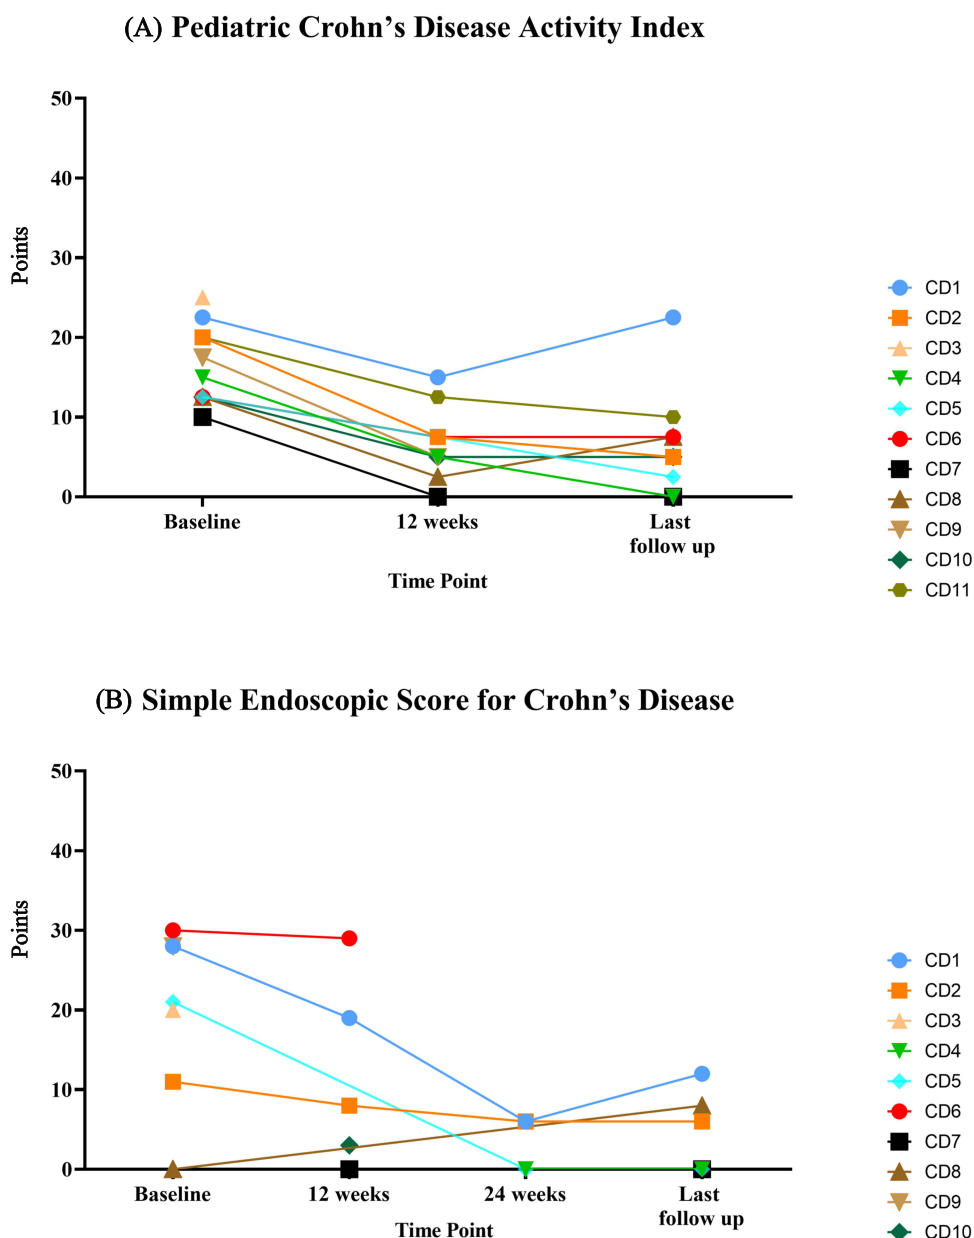 (A) Pediatric Crohn’s Disease Activity Index
50
40
30
20
10
0
Points
Baseline
12 weeks
Last
follow up
Time Point
CD1
CD2
CD3
CD4
CD5
CD6
CD7
CD8
CD9
CD10
CD11
(B) Simple Endoscopic Score for Crohn’s Disease
50
40
30
20
10
0
Points
Baseline
12 weeks
24 weeks
Last
follow up
Time Point
CD1
CD2
CD3
CD4
CD5
CD6
CD7
CD8
CD9
CD10